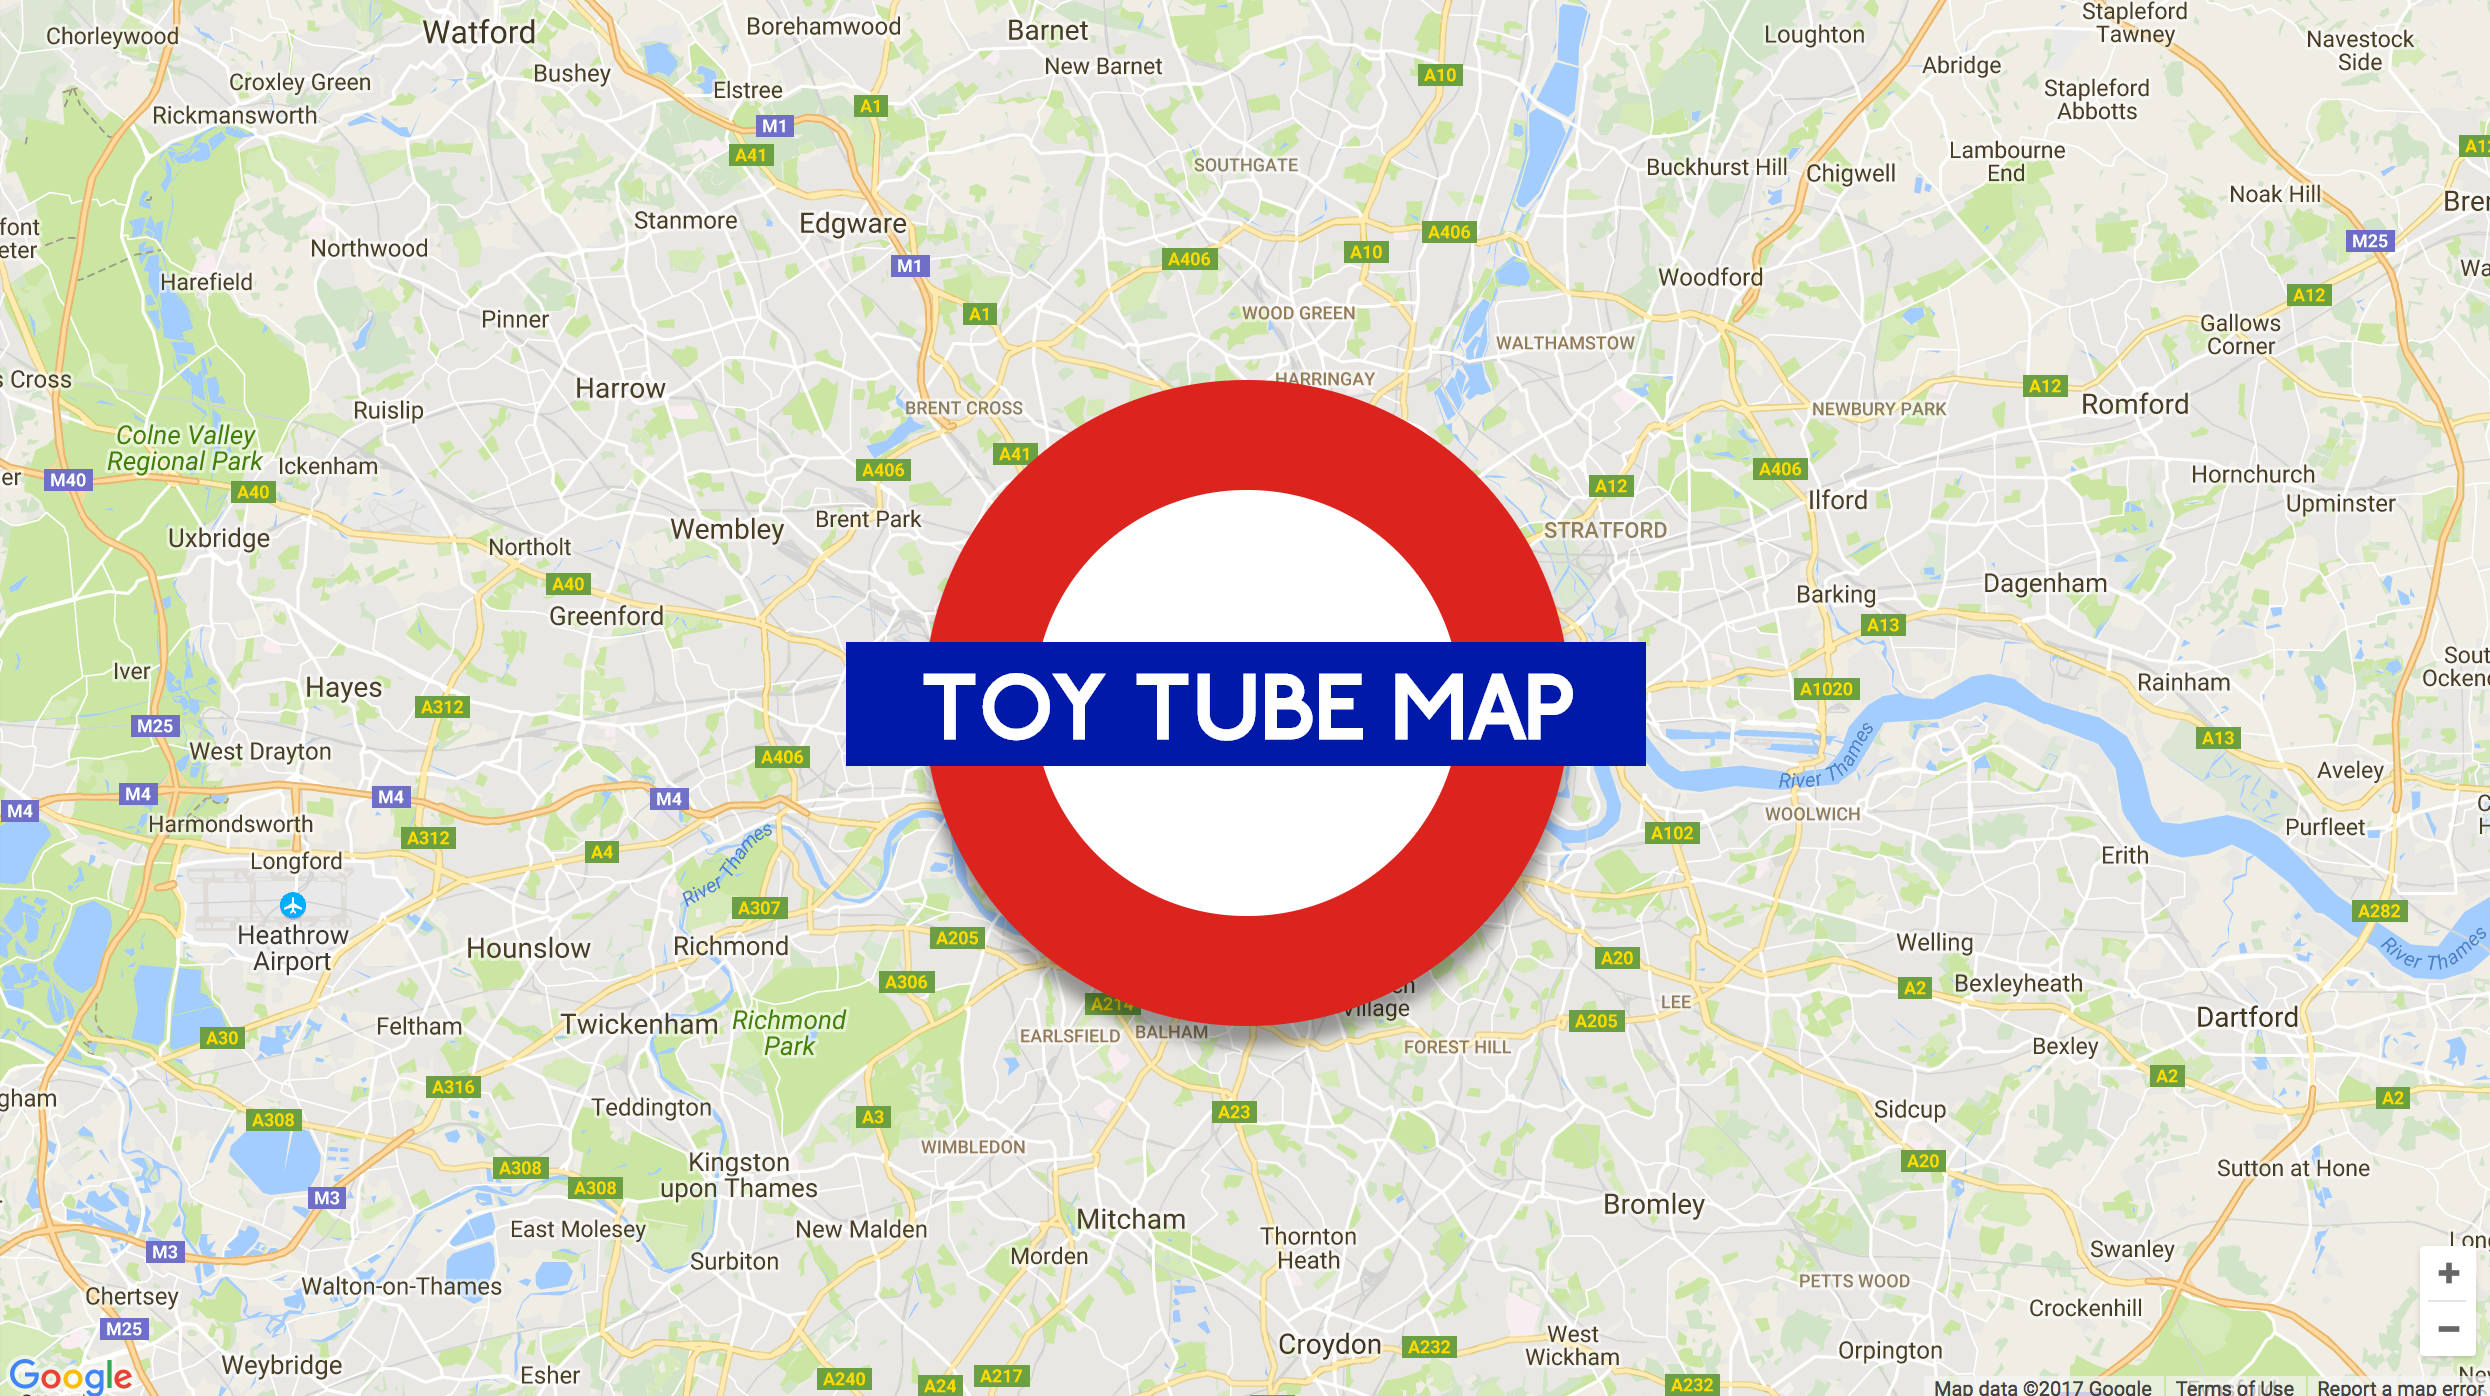 Chorleywood
Watford
Borehamwood
Barnet
Loughton
Stapleford
Tawney
Navestock
Side
Croxley Green
Bushey
Elstree
New Barnet
A10
Abridge
Rickmansworth
A1
Stapleford
Abbotts
M1
A41
SOUTHGATE
Buckhurst Hill
Chigwell
Lambourne
End
Noak Hill
Stanmore
Edgware
A406
M25
Northwood
M1
A406
A10
Harefield
Woodford
A12
Pinner
A1
WOOD GREEN
WALTHAMSTOW
Gallows
Corner
s Cross
Harrow
HARRINGAY
A12
Ruislip
BRENT CROSS
NEWBURY PARK
Romford
Colne Valley
Regional Park
Ickenham
A41
M40
A40
A406
A12
A406
Hornchurch
Ilford
Upminster
Uxbridge
Northolt
Wembley
Brent Park
STRATFORD
A40
Greenford
Barking
Dagenham
A13
Iver
Hayes
A312
TOY TUBE MAP
A1020
Rainham
M25
West Drayton
A406
River Thames
A13
Aveley
M4
M4
M4
M4
Harmondsworth
A312
WOOLWICH
Purfleet
Longford
A4
River Thames
A102
Erith
Heathrow
Airport
Hounslow
A307
Richmond
A205
A282
River Thames
Welling
A306
A20
A2
Bexleyheath
A30
Feltham
Twickenham
Richmond
Park
A214
EARLSFIELD
BALHAM
Village
FOREST HILL
A205
LEE
Dartford
Bexley
A316
A308
Teddington
A3
A23
A2
A2
Sidcup
WIMBLEDON
A308
A308
Kingston
upon Thames
A20
Sutton at Hone
M3
East Molesey
New Malden
Mitcham
Bromley
M3
Surbiton
Morden
Thornton
Heath
Swanley
Walton-on-Thames
Chertsey
PETTS WOOD
Crockenhill
M25
Croydon
A232
West
Wickham
Orpington
Weybridge
Esher
A240
A24
A217
A232
Google
Map data ©2017 Google
Terms of Use
Report a map error